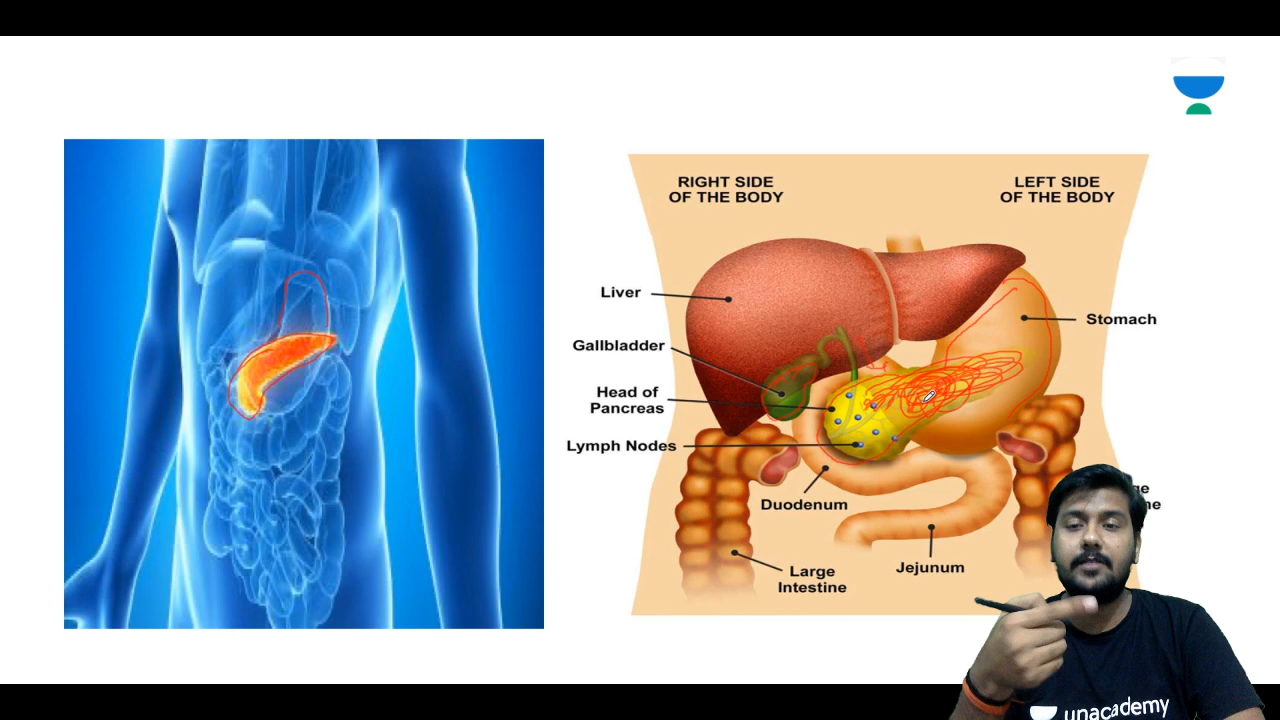 RIGHT SIDE
OF THE BODY
LEFT SIDE
OF THE BODY
Liver
Stomach
Gallbladder
Head of
Pancreas
Lymph Nodes
Duodenum
Jejunum
Large
Intestine
unacademy